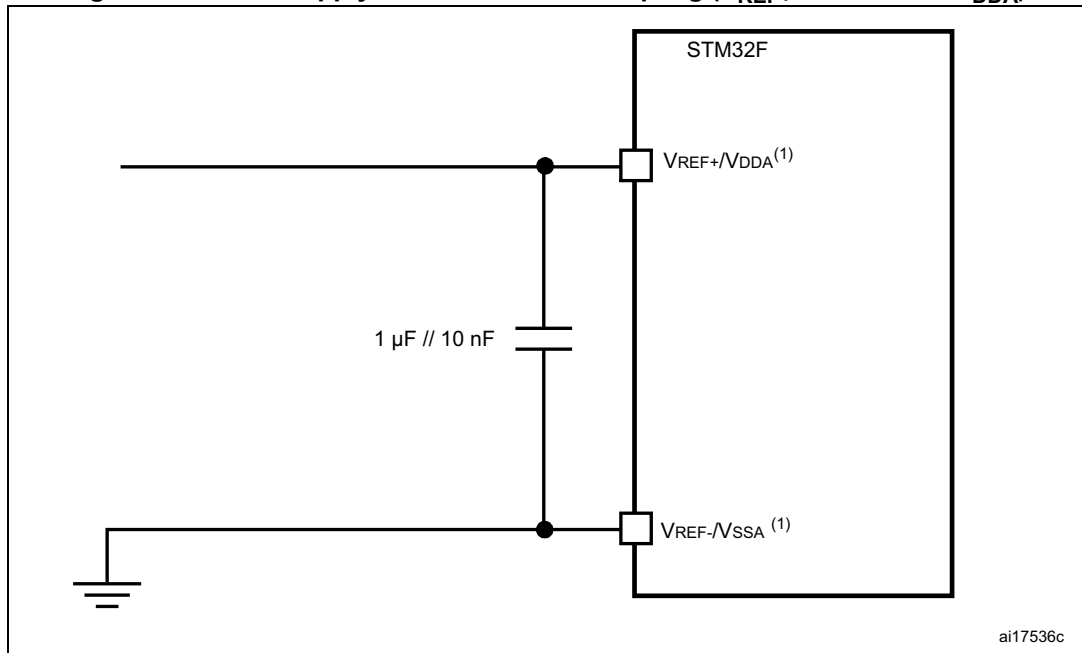 STM32F
VREF+/VDDA(1)
1 µF // 10 nF
VREF-/VSSA (1)
ai17536c